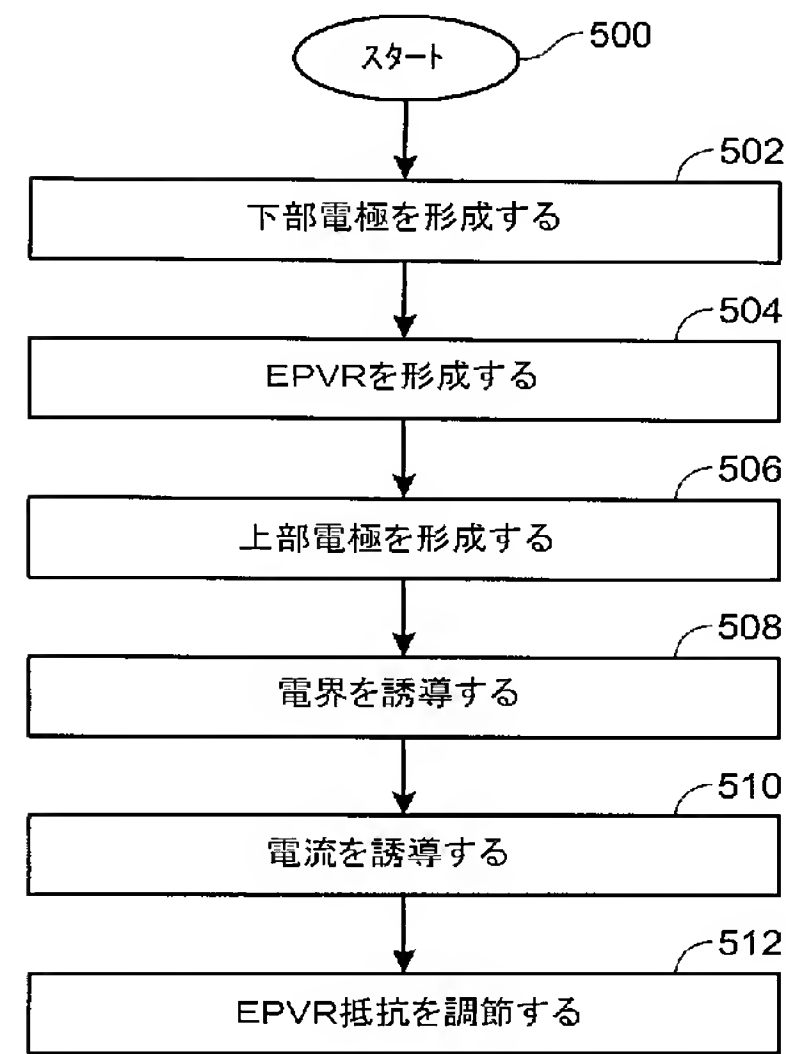 スタート
500
502
下部電極を形成する
504
EPVRを形成する
506
上部電極を形成する
508
電界を誘導する
510
電流を誘導する
512
EPVR抵抗を調節する